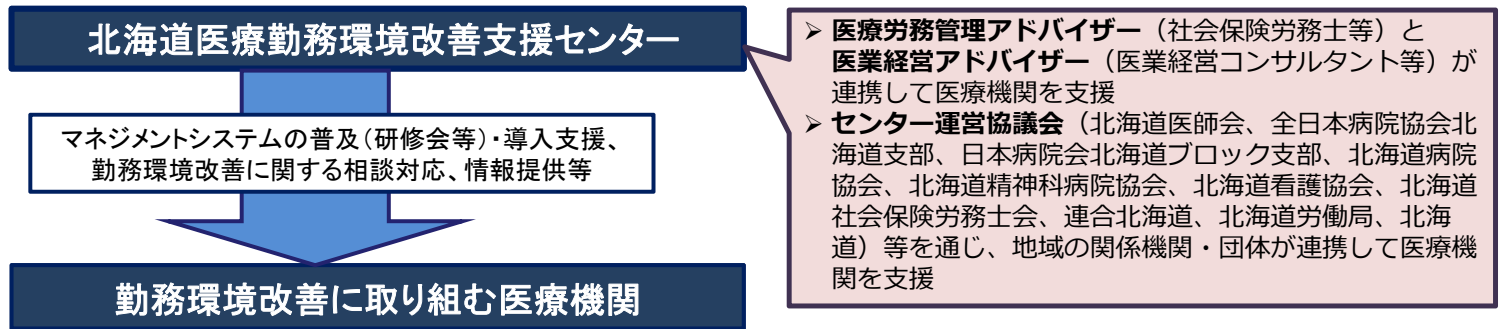 北海道医療勤務環境改善支援センター
マネジメントシステムの普及(研修会等)・導入支援、
勤務環境改善に関する相談対応、情報提供等
勤務環境改善に取り組む医療機関
➢ 医療労務管理アドバイザー（社会保険労務士等）と
医業経営アドバイザー（医業経営コンサルタント等）が
連携して医療機関を支援
➢ センター運営協議会（北海道医師会、全日本病院協会北
海道支部、日本病院会北海道ブロック支部、北海道病院
協会、北海道精神科病院協会、北海道看護協会、北海道
社会保険労務士会、連合北海道、北海道労働局、北海
道）等を通じ、地域の関係機関・団体が連携して医療機
関を支援